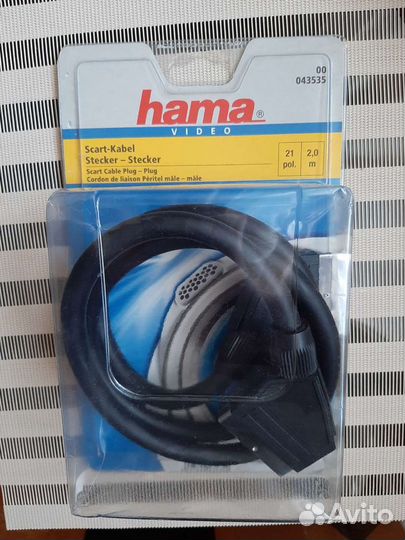 00
043535
hama®
VIDEO
Scart-Kabel
Stecker – Stecker
Scart Cable Plug – Plug
Cordon de liaison Péritel mâle – mâle
21
pol.
2,0
m
Avito